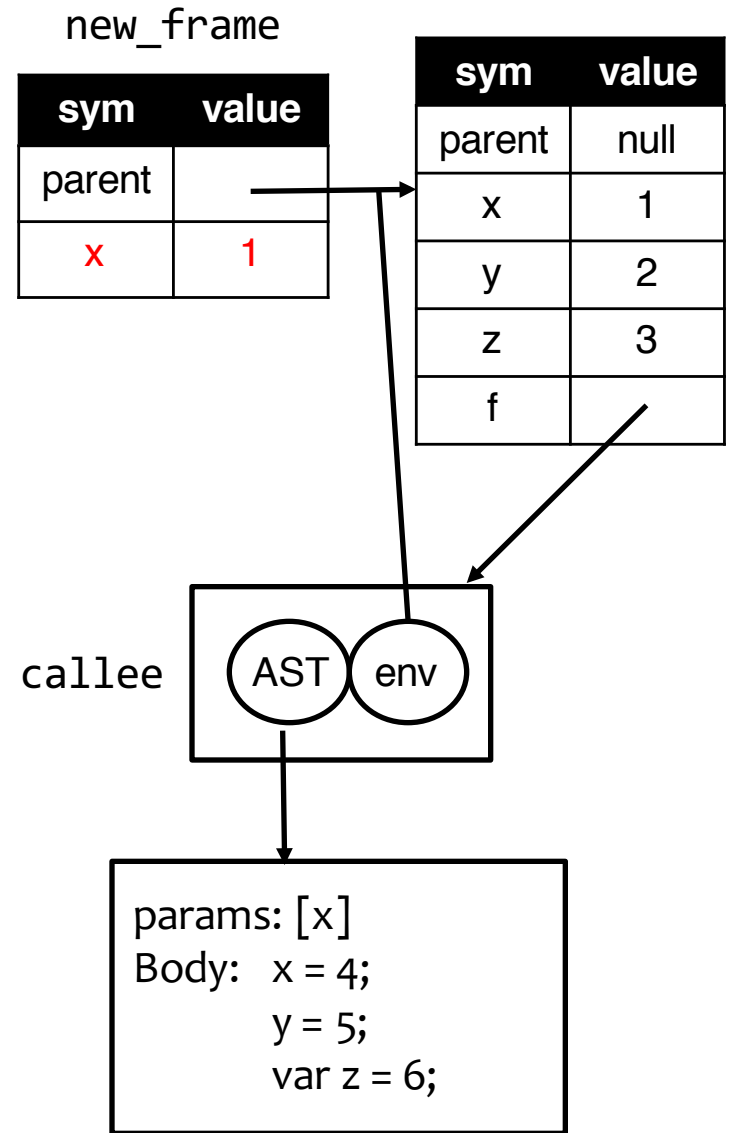 new_frame
sym value
parent
x 1
sym value
parent null
x 1
y 2
z 3
f
callee
AST env
params: [x]
Body: x = 4;
y = 5;
var z = 6;